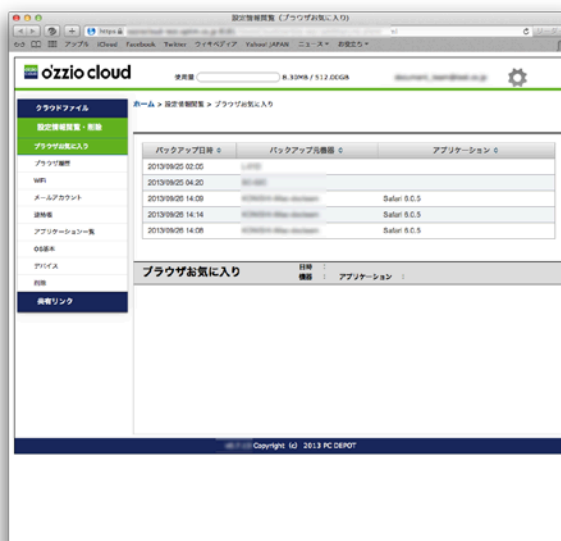 設定情報閲覧 (ブラウザお気に入り)
https
アップル iCloud Facebook Twitter ウィキペディア Yahoo! JAPAN ニュース▼ お役立ち▼
o'zzio cloud
使用量 8.30MB / 512.00GB
クラウドファイル
設定情報閲覧・削除
ブラウザお気に入り
ブラウザ履歴
WiFi
メールアカウント
連絡帳
アプリケーション一覧
OS基本
デバイス
削除
共有リンク
ホーム > 設定情報閲覧 > ブラウザお気に入り
バックアップ日時 バックアップ元機器 アプリケーション
2013/09/25 02:05
2013/09/25 04:20
2013/09/26 14:09 Safari 6.0.5
2013/09/26 14:14 Safari 6.0.5
2013/09/26 14:08 Safari 6.0.5
ブラウザお気に入り
日時 :
機器 : アプリケーション :
Copyright (c) 2013 PC DEPOT